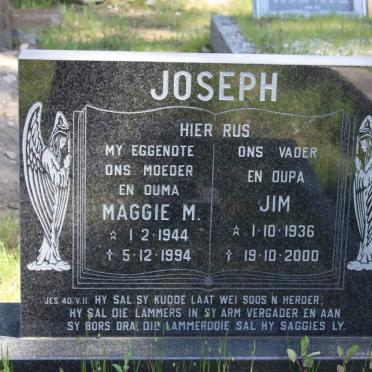 JOSEPH
HIER RUS
MY EGGENOTE
ONS MOEDER
EN OUMA
MAGGIE M.
☆ 1·2·1944
✝ 5·12·1994
ONS VADER
EN OUPA
JIM
☆ 1·10·1936
✝ 19·10·2000
JES. 40. V. 11. HY SAL SY KUDDE LAAT WEI SOOS N HERDER;
HY SAL DIE LAMMERS IN SY ARM VERGADER EN AAN
SY BORS DRA; DIE LAMMEROOIE SAL HY SAGGIES LY.